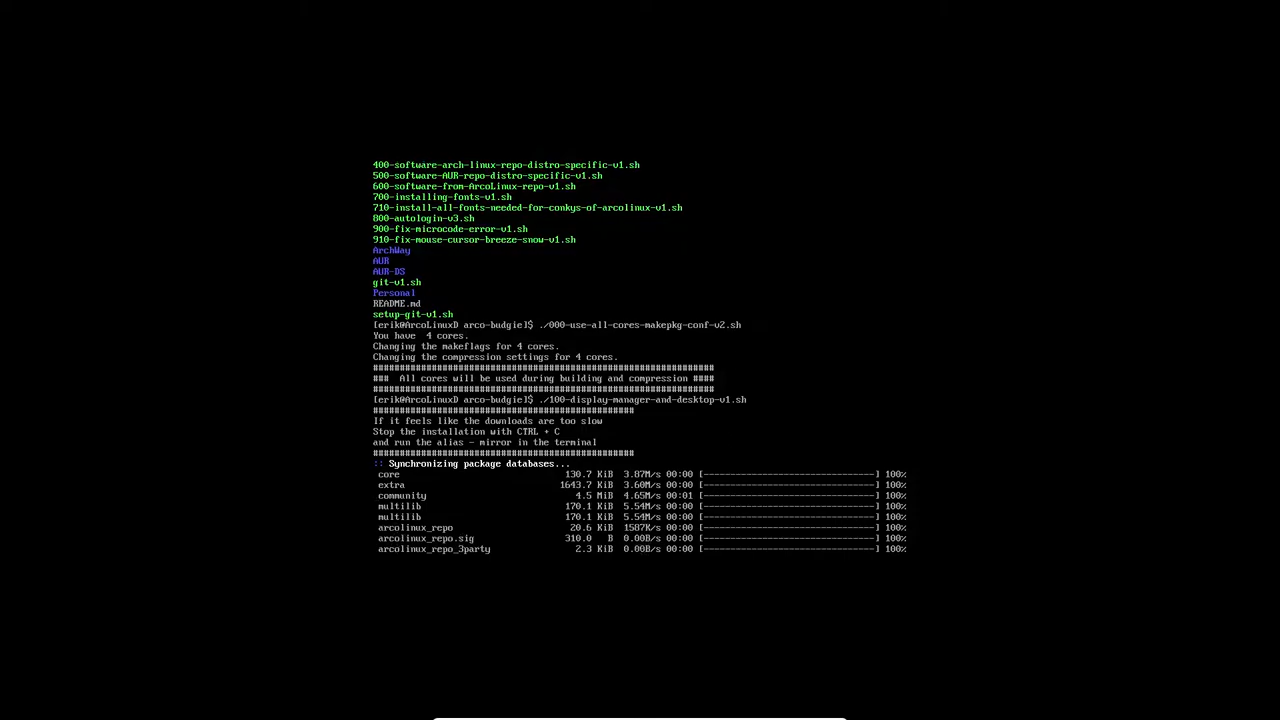 400-software-arch-linux-repo-distro-specific-v1.sh
500-software-AUR-repo-distro-specific-v1.sh
600-software-from-ArcoLinux-repo-v1.sh
700-installing-fonts-v1.sh
710-install-all-fonts-needed-for-conkys-of-arcolinux-v1.sh
800-autologin-v3.sh
900-fix-microcode-error-v1.sh
910-fix-mouse-cursor-breeze-snow-v1.sh
ArchWay
AUR
AUR-DS
git-v1.sh
Personal
README.md
setup-git-v1.sh
[erik@ArcoLinuxD arco-budgie]$ ./000-use-all-cores-makepkg-conf-v2.sh
You have  4 cores.
Changing the makeflags for 4 cores.
Changing the compression settings for 4 cores.
################################################################
###  All cores will be used during building and compression ####
################################################################
[erik@ArcoLinuxD arco-budgie]$ ./100-display-manager-and-desktop-v1.sh
#################################################
If it feels like the downloads are too slow
Stop the installation with CTRL + C
and run the alias - mirror in the terminal
#################################################
:: Synchronizing package databases...
core 130.7 KiB 3.87M/s 00:00 [--------------------------------] 100%
extra 1643.7 KiB 3.60M/s 00:00 [--------------------------------] 100%
community 4.5 MiB 4.65M/s 00:01 [--------------------------------] 100%
multilib 170.1 KiB 5.54M/s 00:00 [--------------------------------] 100%
multilib 170.1 KiB 5.54M/s 00:00 [--------------------------------] 100%
arcolinux_repo 20.6 KiB 1587K/s 00:00 [--------------------------------] 100%
arcolinux_repo.sig 310.0 B 0.00B/s 00:00 [--------------------------------] 100%
arcolinux_repo_3party 2.3 KiB 0.00B/s 00:00 [--------------------------------] 100%